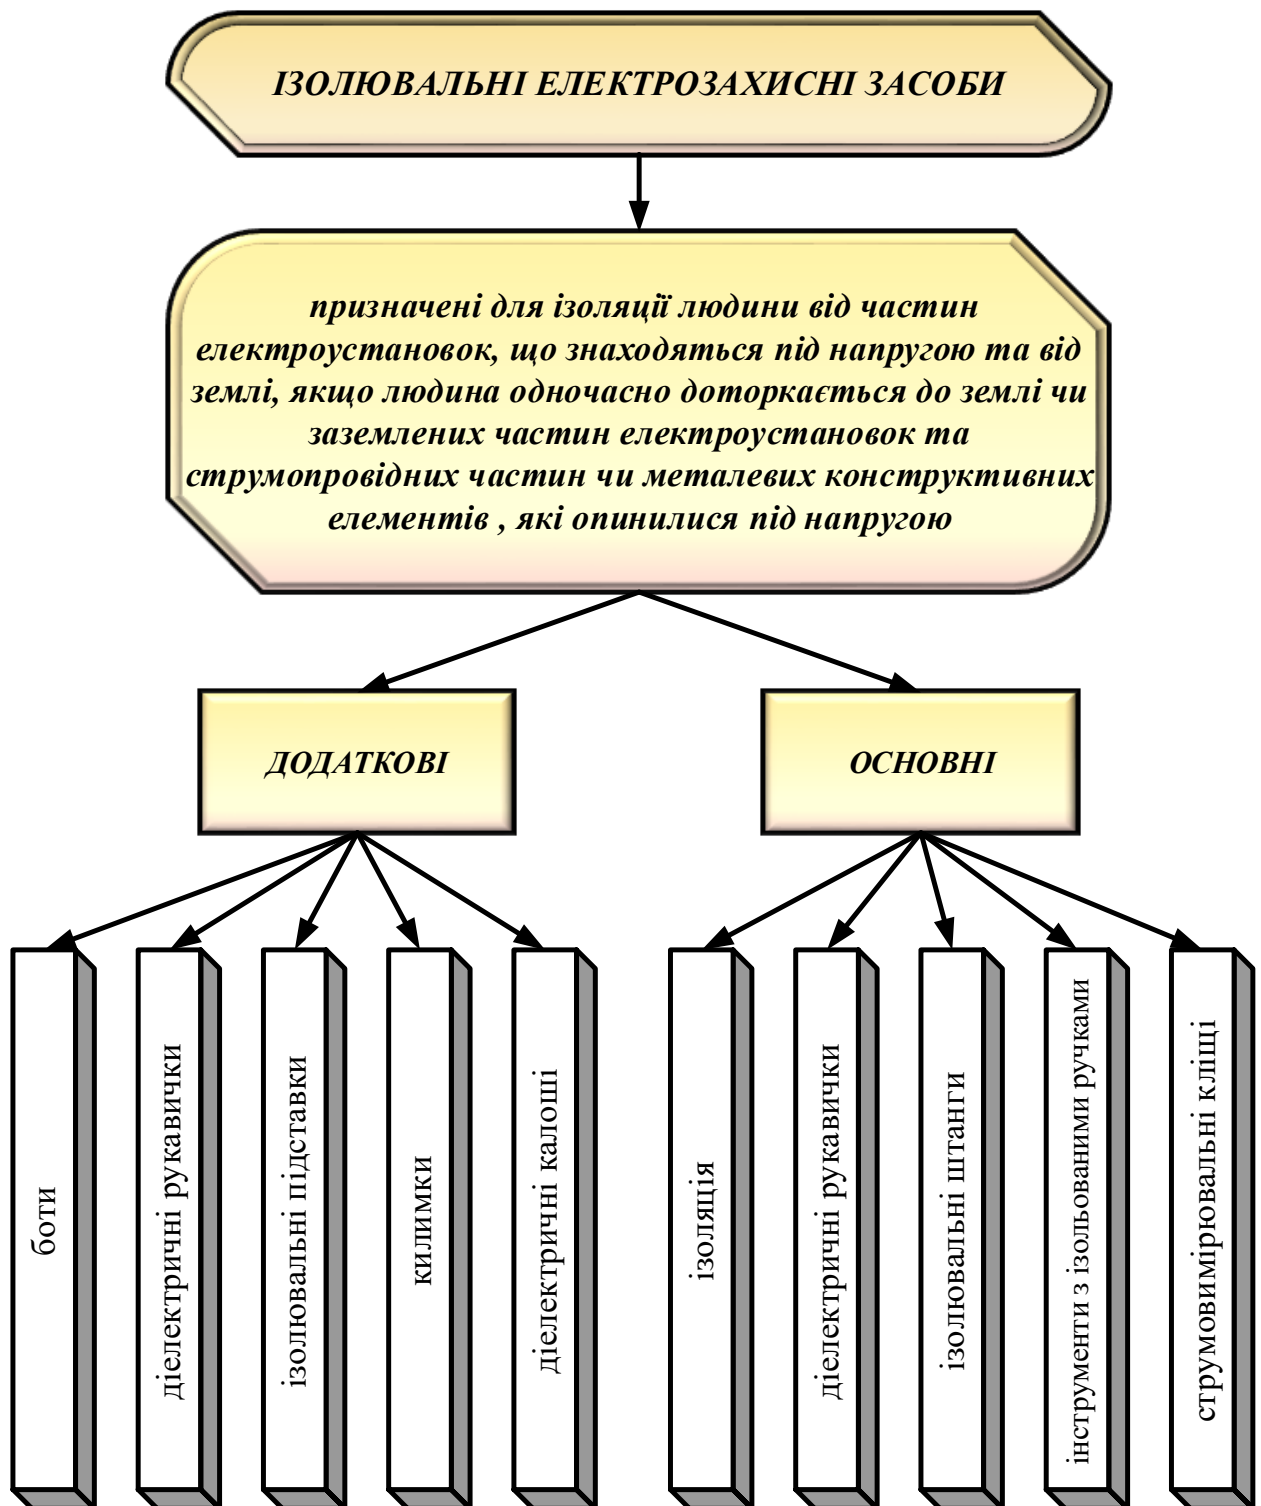 ІЗОЛЮВАЛЬНІ ЕЛЕКТРОЗАХИСНІ ЗАСОБИ
призначені для ізоляції людини від частин
електроустановок, що знаходяться під напругою та від
землі, якщо людина одночасно доторкається до землі чи
заземлених частин електроустановок та
струмопровідних частин чи металевих конструктивних
елементів , які опинилися під напругою
ДОДАТКОВІ
ОСНОВНІ
боти
діелектричні рукавички
ізолювальні підставки
килимки
діелектричні калоші
ізоляція
діелектричні рукавички
ізолювальні штанги
інструменти з ізольованими ручками
струмовимірювальні кліщі